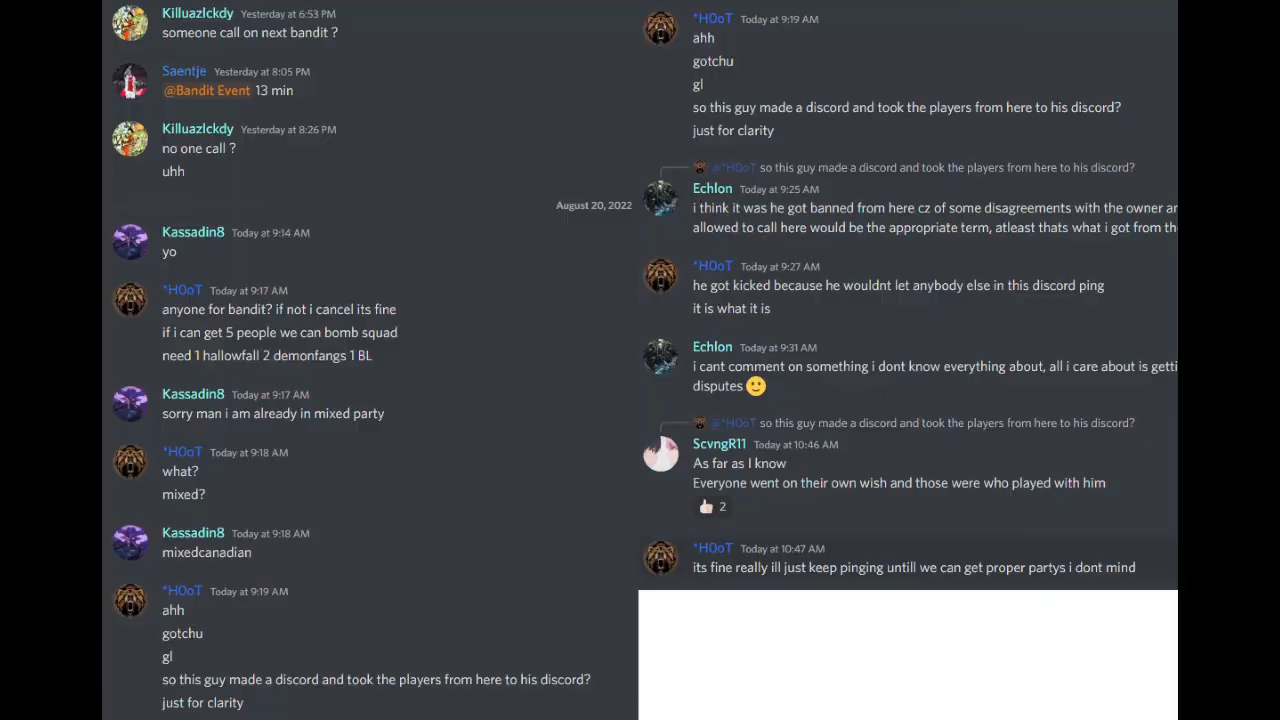 Killuazlckdy Yesterday at 6:53 PM
someone call on next bandit ?
Saentje Yesterday at 8:05 PM
@Bandit Event 13 min
Killuazlckdy Yesterday at 8:26 PM
no one call ?
uhh
August 20, 2022
Kassadin8 Today at 9:14 AM
yo
*H0oT Today at 9:17 AM
anyone for bandit? if not i cancel its fine
if i can get 5 people we can bomb squad
need 1 hallowfall 2 demonfangs 1 BL
Kassadin8 Today at 9:17 AM
sorry man i am already in mixed party
*H0oT Today at 9:18 AM
what?
mixed?
Kassadin8 Today at 9:18 AM
mixedcanadian
*H0oT Today at 9:19 AM
ahh
gotchu
gl
so this guy made a discord and took the players from here to his discord?
just for clarity
*H0oT Today at 9:19 AM
ahh
gotchu
gl
so this guy made a discord and took the players from here to his discord?
just for clarity
@*H0oT so this guy made a discord and took the players from here to his discord?
Echlon Today at 9:25 AM
i think it was he got banned from here cz of some disagreements with the owner
allowed to call here would be the appropriate term, atleast thats what i got from
*H0oT Today at 9:27 AM
he got kicked because he wouldnt let anybody else in this discord ping
it is what it is
Echlon Today at 9:31 AM
i cant comment on something i dont know everything about, all i care about is
disputes 🙂
@*H0oT so this guy made a discord and took the players from here to his discord?
ScvngR11 Today at 10:46 AM
As far as I know
Everyone went on their own wish and those were who played with him
👍 2
*H0oT Today at 10:47 AM
its fine really ill just keep pinging untill we can get proper partys i dont mind